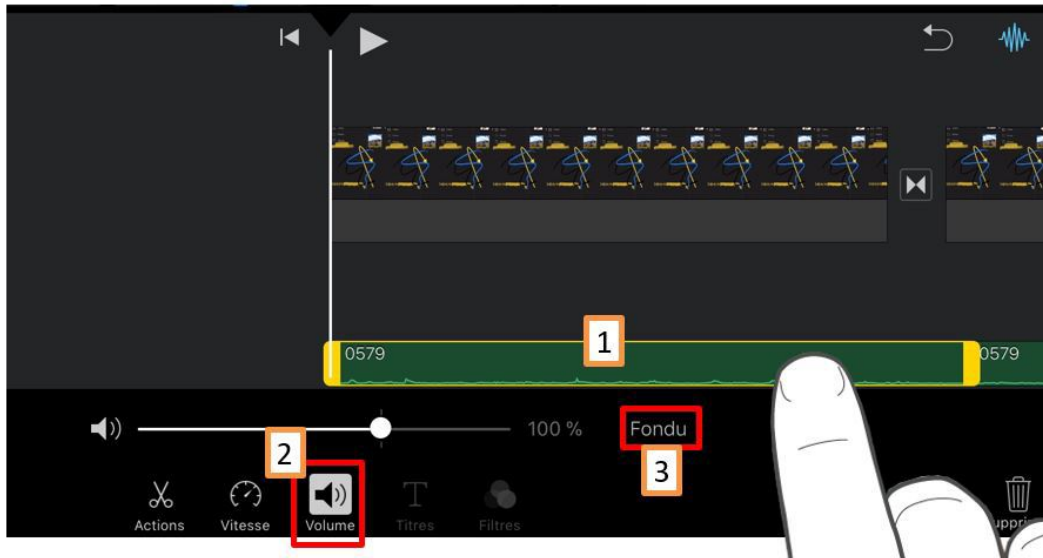 0579
1
0579
100 %
Fondu
2
3
Actions
Vitesse
Volume
Titres
Filtres